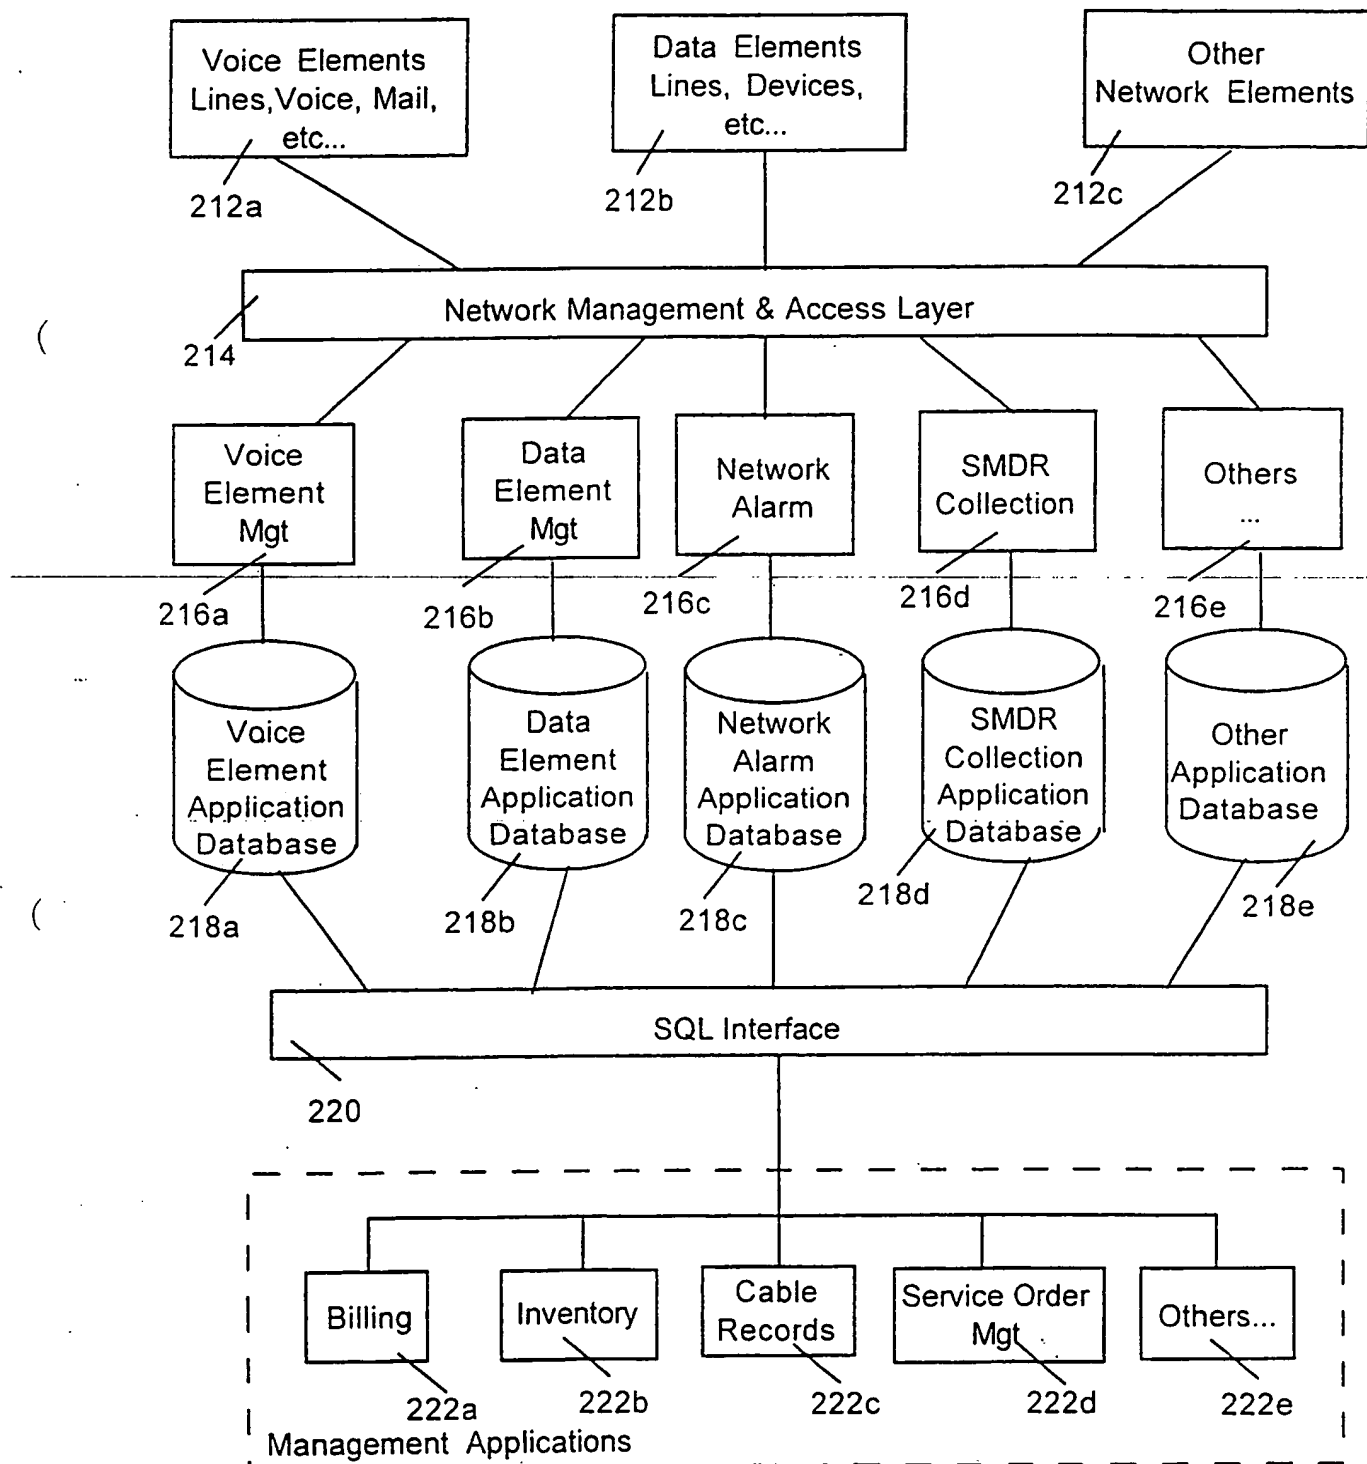 Voice Elements
Lines,Voice, Mail,
etc...
Data Elements
Lines, Devices,
etc...
Other
Network Elements
212a
212b
212c
Network Management & Access Layer
214
Voice
Element
Mgt
Data
Element
Mgt
Network
Alarm
SMDR
Collection
Others
...
216a
216b
216c
216d
216e
Voice
Element
Application
Database
Data
Element
Application
Database
Network
Alarm
Application
Database
SMDR
Collection
Application
Database
Other
Application
Database
218a
218b
218c
218d
218e
SQL Interface
220
Billing
Inventory
Cable
Records
Service Order
Mgt
Others...
222a
222b
222c
222d
222e
Management Applications